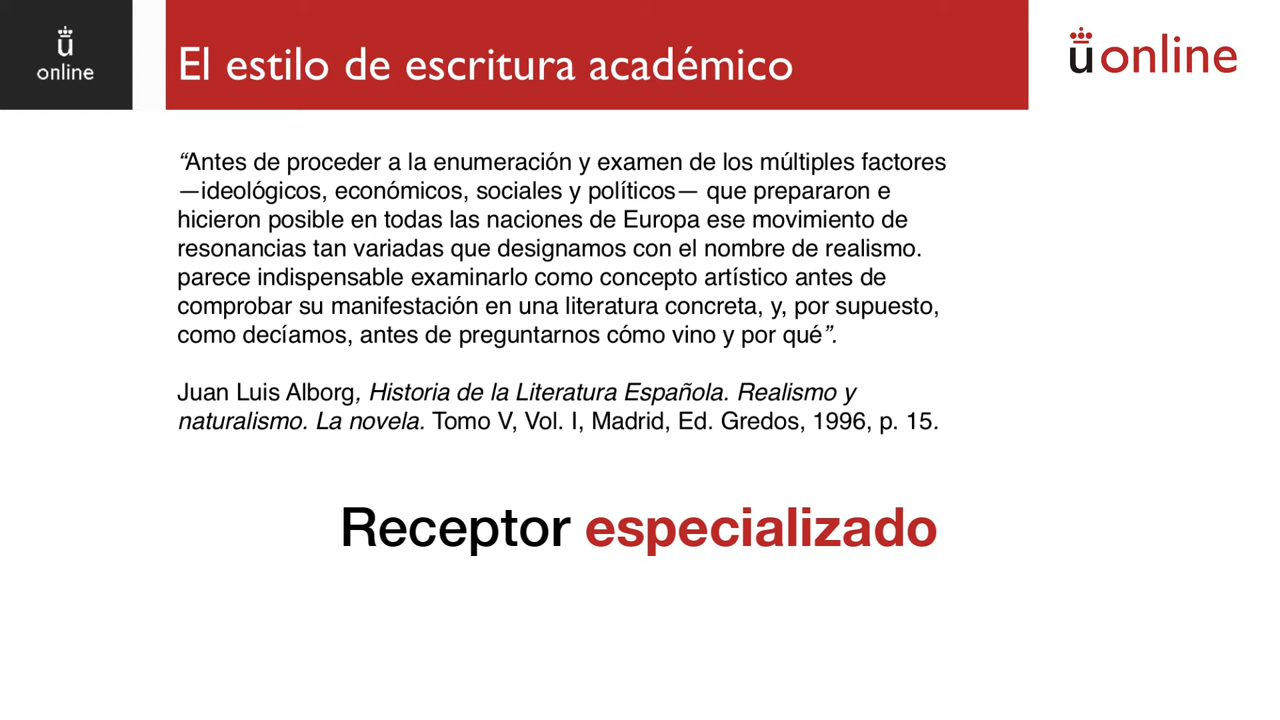 ü
online
El estilo de escritura académico
ü online
“Antes de proceder a la enumeración y examen de los múltiples factores
—ideológicos, económicos, sociales y políticos— que prepararon e
hicieron posible en todas las naciones de Europa ese movimiento de
resonancias tan variadas que designamos con el nombre de realismo.
parece indispensable examinarlo como concepto artístico antes de
comprobar su manifestación en una literatura concreta, y, por supuesto,
como decíamos, antes de preguntarnos cómo vino y por qué”.
Juan Luis Alborg, Historia de la Literatura Española. Realismo y
naturalismo. La novela. Tomo V, Vol. I, Madrid, Ed. Gredos, 1996, p. 15.
Receptor especializado